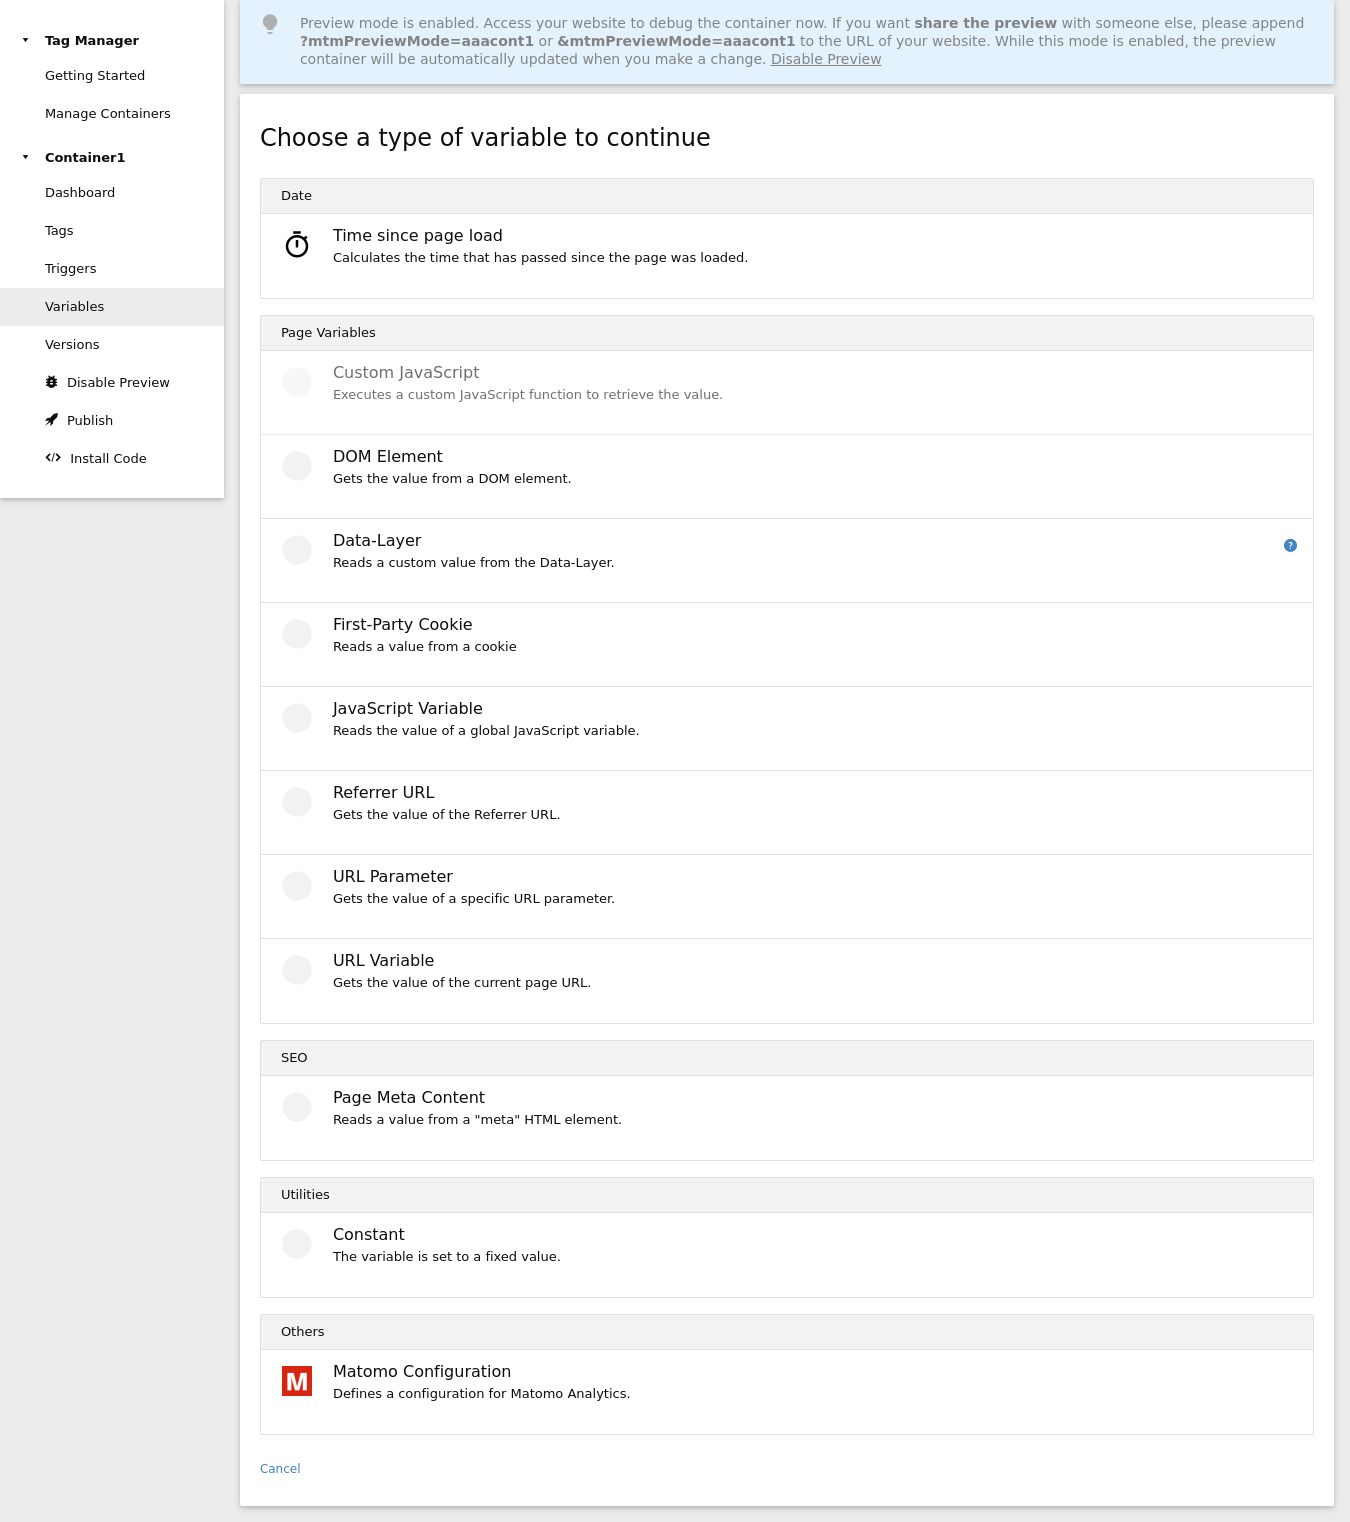 Tag Manager
Getting Started
Manage Containers
Container1
Dashboard
Tags
Triggers
Variables
Versions
Disable Preview
Publish
Install Code
Preview mode is enabled. Access your website to debug the container now. If you want share the preview with someone else, please append
?mtmPreviewMode=aaacont1 or &mtmPreviewMode=aaacont1 to the URL of your website. While this mode is enabled, the preview
container will be automatically updated when you make a change. Disable Preview
Choose a type of variable to continue
Date
Time since page load
Calculates the time that has passed since the page was loaded.
Page Variables
Custom JavaScript
Executes a custom JavaScript function to retrieve the value.
DOM Element
Gets the value from a DOM element.
Data-Layer
?
Reads a custom value from the Data-Layer.
First-Party Cookie
Reads a value from a cookie
JavaScript Variable
Reads the value of a global JavaScript variable.
Referrer URL
Gets the value of the Referrer URL.
URL Parameter
Gets the value of a specific URL parameter.
URL Variable
Gets the value of the current page URL.
SEO
Page Meta Content
Reads a value from a "meta" HTML element.
Utilities
Constant
The variable is set to a fixed value.
Others
M
Matomo Configuration
Defines a configuration for Matomo Analytics.
Cancel